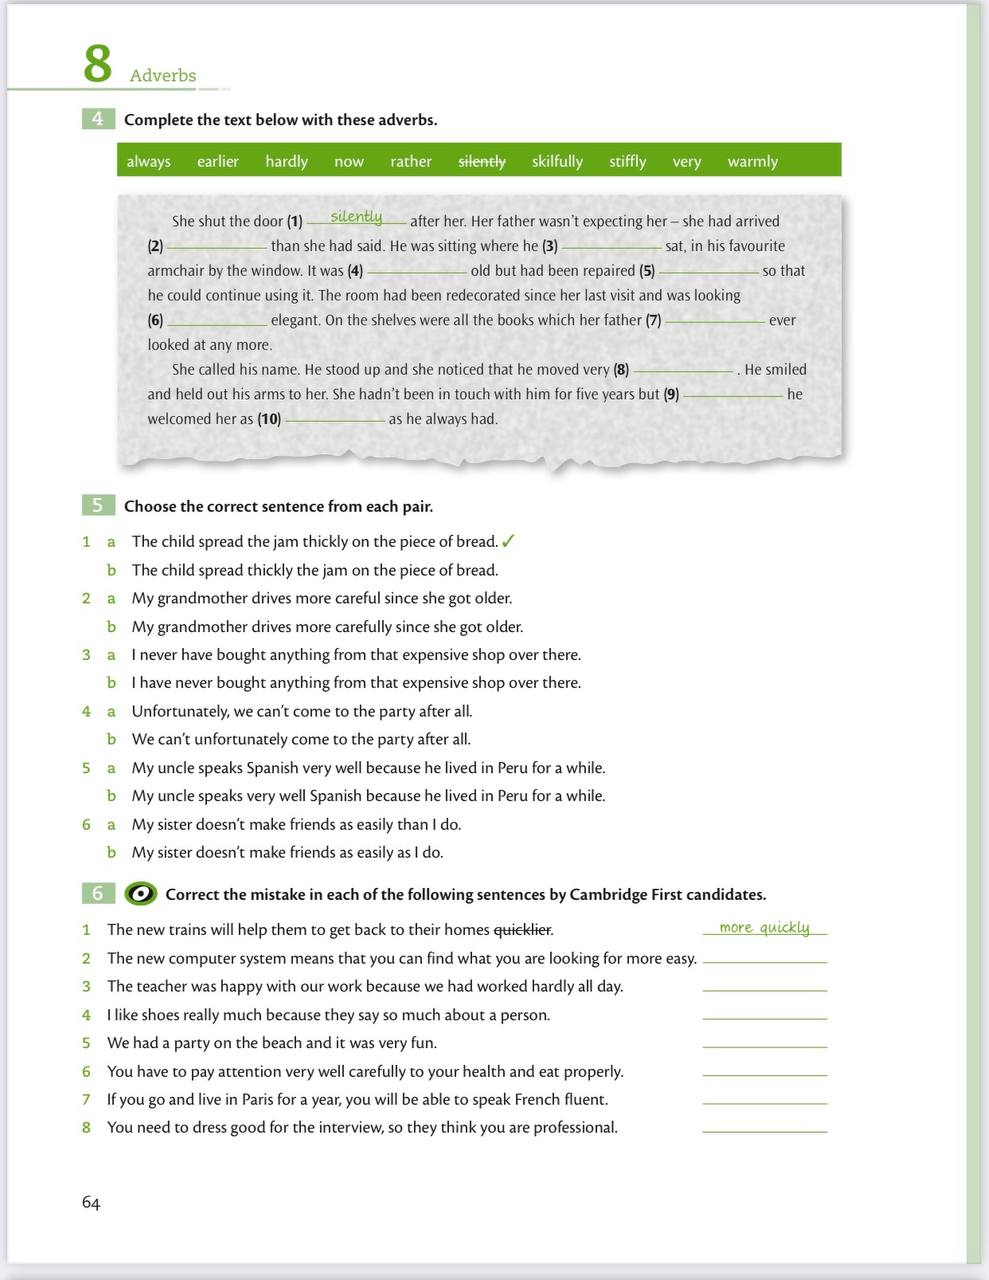 8 Adverbs
4 Complete the text below with these adverbs.
always earlier hardly now rather silently skilfully stiffly very warmly
She shut the door (1) silently after her. Her father wasn't expecting her – she had arrived
(2) ____________ than she had said. He was sitting where he (3) ____________ sat, in his favourite
armchair by the window. It was (4) ____________ old but had been repaired (5) ____________ so that
he could continue using it. The room had been redecorated since her last visit and was looking
(6) ____________ elegant. On the shelves were all the books which her father (7) ____________ ever
looked at any more.
She called his name. He stood up and she noticed that he moved very (8) ____________ . He smiled
and held out his arms to her. She hadn't been in touch with him for five years but (9) ____________ he
welcomed her as (10) ____________ as he always had.
5 Choose the correct sentence from each pair.
1 a The child spread the jam thickly on the piece of bread. ✓
b The child spread thickly the jam on the piece of bread.
2 a My grandmother drives more careful since she got older.
b My grandmother drives more carefully since she got older.
3 a I never have bought anything from that expensive shop over there.
b I have never bought anything from that expensive shop over there.
4 a Unfortunately, we can't come to the party after all.
b We can't unfortunately come to the party after all.
5 a My uncle speaks Spanish very well because he lived in Peru for a while.
b My uncle speaks very well Spanish because he lived in Peru for a while.
6 a My sister doesn't make friends as easily than I do.
b My sister doesn't make friends as easily as I do.
6 Correct the mistake in each of the following sentences by Cambridge First candidates.
1 The new trains will help them to get back to their homes quicklier. more quickly
2 The new computer system means that you can find what you are looking for more easy. ____________
3 The teacher was happy with our work because we had worked hardly all day. ____________
4 I like shoes really much because they say so much about a person. ____________
5 We had a party on the beach and it was very fun. ____________
6 You have to pay attention very well carefully to your health and eat properly. ____________
7 If you go and live in Paris for a year, you will be able to speak French fluent. ____________
8 You need to dress good for the interview, so they think you are professional. ____________
64